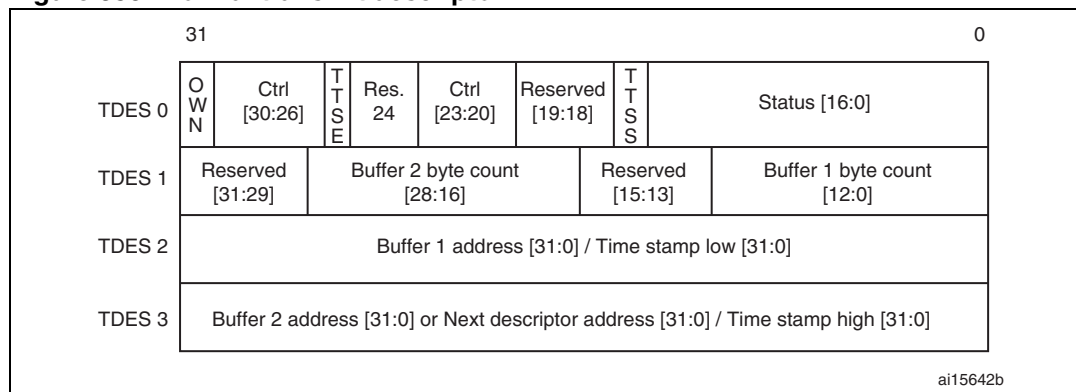 31 0
TDES 0
OWN
Ctrl
[30:26]
TTSE
Res.
24
Ctrl
[23:20]
Reserved
[19:18]
TTSS
Status [16:0]
TDES 1
Reserved
[31:29]
Buffer 2 byte count
[28:16]
Reserved
[15:13]
Buffer 1 byte count
[12:0]
TDES 2
Buffer 1 address [31:0] / Time stamp low [31:0]
TDES 3
Buffer 2 address [31:0] or Next descriptor address [31:0] / Time stamp high [31:0]
ai15642b